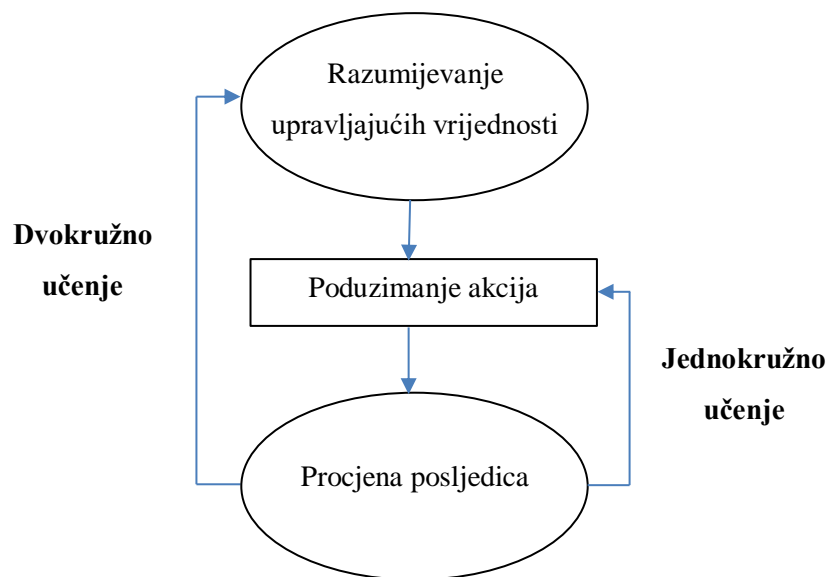 Razumijevanje
upravljajućih vrijednosti
Dvokružno
učenje
Poduzimanje akcija
Jednokružno
učenje
Procjena posljedica